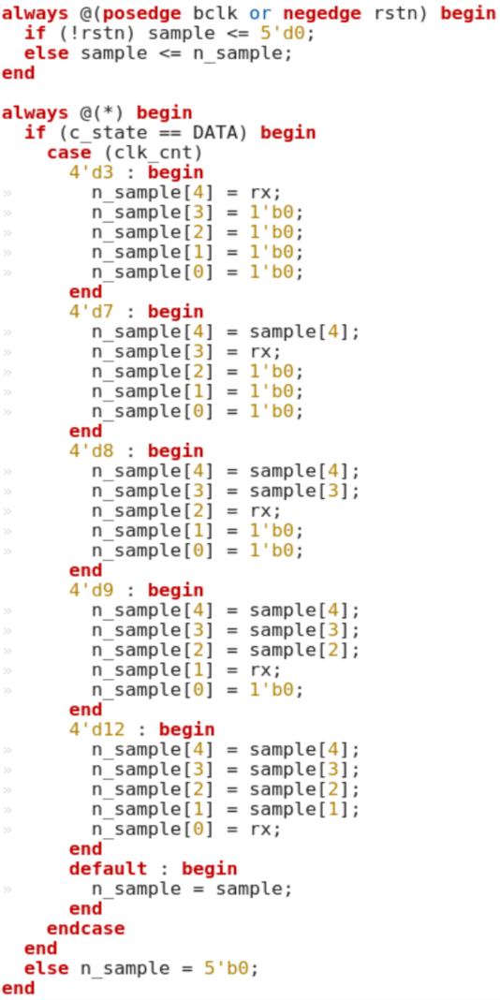 always @(posedge bclk or negedge rstn) begin
  if (!rstn) sample <= 5'd0;
  else sample <= n_sample;
end

always @(*) begin
  if (c_state == DATA) begin
    case (clk_cnt)
      4'd3 : begin
»       n_sample[4] = rx;
»       n_sample[3] = 1'b0;
»       n_sample[2] = 1'b0;
»       n_sample[1] = 1'b0;
»       n_sample[0] = 1'b0;
      end
      4'd7 : begin
»       n_sample[4] = sample[4];
»       n_sample[3] = rx;
»       n_sample[2] = 1'b0;
»       n_sample[1] = 1'b0;
»       n_sample[0] = 1'b0;
      end
      4'd8 : begin
»       n_sample[4] = sample[4];
»       n_sample[3] = sample[3];
»       n_sample[2] = rx;
»       n_sample[1] = 1'b0;
»       n_sample[0] = 1'b0;
      end
      4'd9 : begin
»       n_sample[4] = sample[4];
»       n_sample[3] = sample[3];
»       n_sample[2] = sample[2];
»       n_sample[1] = rx;
»       n_sample[0] = 1'b0;
      end
      4'd12 : begin
»       n_sample[4] = sample[4];
»       n_sample[3] = sample[3];
»       n_sample[2] = sample[2];
»       n_sample[1] = sample[1];
»       n_sample[0] = rx;
      end
      default : begin
»       n_sample = sample;
      end
    endcase
  end
  else n_sample = 5'b0;
end